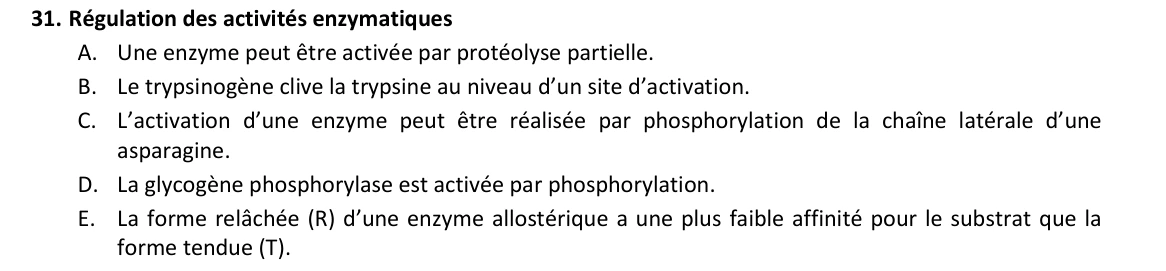 31. Régulation des activités enzymatiques
A. Une enzyme peut être activée par protéolyse partielle.
B. Le trypsinogène clive la trypsine au niveau d’un site d’activation.
C. L’activation d’une enzyme peut être réalisée par phosphorylation de la chaîne latérale d’une
asparagine.
D. La glycogène phosphorylase est activée par phosphorylation.
E. La forme relâchée (R) d’une enzyme allostérique a une plus faible affinité pour le substrat que la
forme tendue (T).